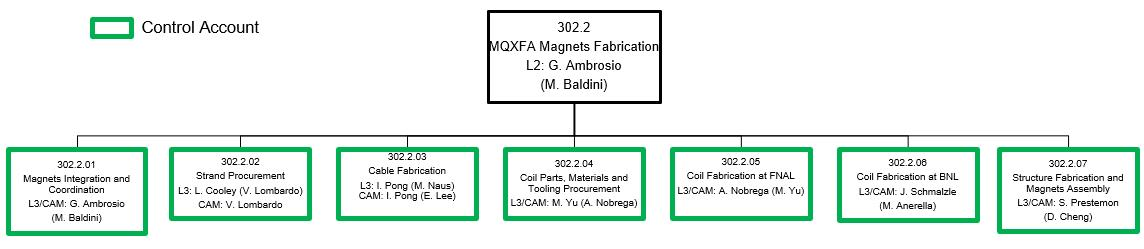 Control Account
302.2
MQXFA Magnets Fabrication
L2: G. Ambrosio
(M. Baldini)
302.2.01
Magnets Integration and
Coordination
L3/CAM: G. Ambrosio
(M. Baldini)
302.2.02
Strand Procurement
L3: L. Cooley (V. Lombardo)
CAM: V. Lombardo
302.2.03
Cable Fabrication
L3: I. Pong (M. Naus)
CAM: I. Pong (E. Lee)
302.2.04
Coil Parts, Materials and
Tooling Procurement
L3/CAM: M. Yu (A. Nobrega)
302.2.05
Coil Fabrication at FNAL
L3/CAM: A. Nobrega (M. Yu)
302.2.06
Coil Fabrication at BNL
L3/CAM: J. Schmalzle
(M. Anerella)
302.2.07
Structure Fabrication and
Magnets Assembly
L3/CAM: S. Prestemon
(D. Cheng)